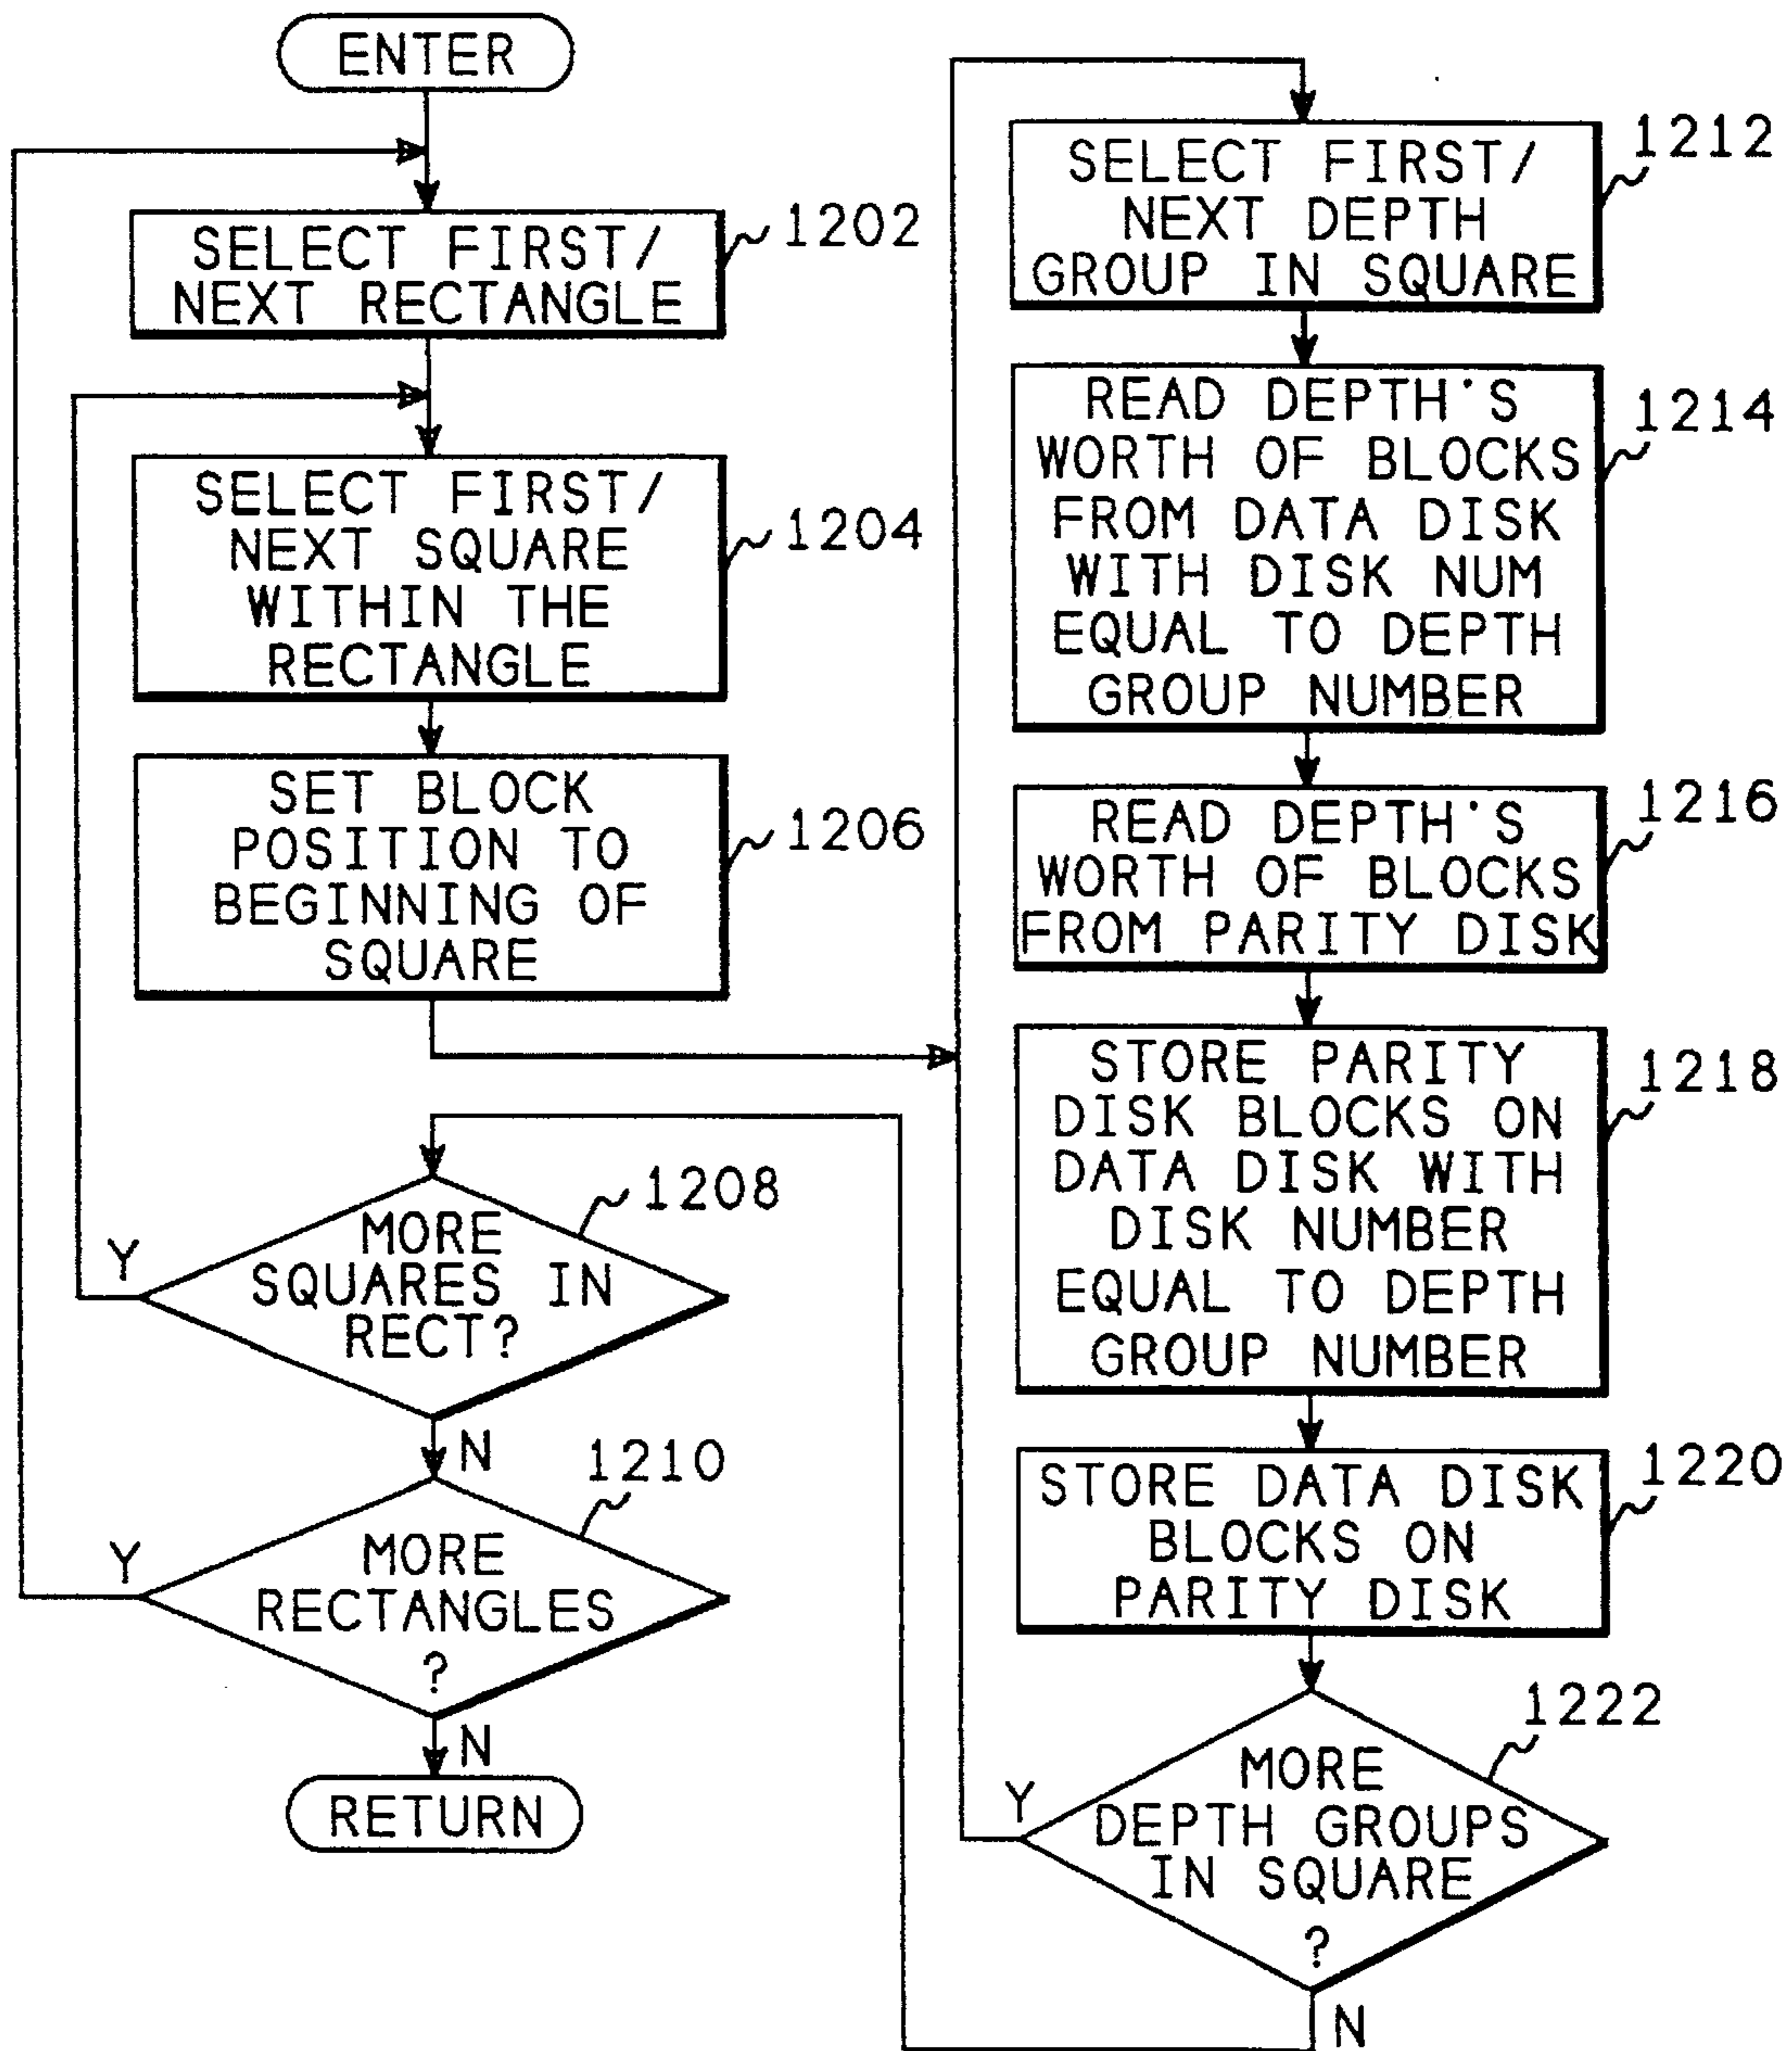 ENTER
SELECT FIRST/
NEXT RECTANGLE
1202
SELECT FIRST/
NEXT SQUARE
WITHIN THE
RECTANGLE
1204
SET BLOCK
POSITION TO
BEGINNING OF
SQUARE
1206
MORE
SQUARES IN
RECT?
1208
Y
N
MORE
RECTANGLES
?
1210
Y
N
RETURN
SELECT FIRST/
NEXT DEPTH
GROUP IN SQUARE
1212
READ DEPTH'S
WORTH OF BLOCKS
FROM DATA DISK
WITH DISK NUM
EQUAL TO DEPTH
GROUP NUMBER
1214
READ DEPTH'S
WORTH OF BLOCKS
FROM PARITY DISK
1216
STORE PARITY
DISK BLOCKS ON
DATA DISK WITH
DISK NUMBER
EQUAL TO DEPTH
GROUP NUMBER
1218
STORE DATA DISK
BLOCKS ON
PARITY DISK
1220
MORE
DEPTH GROUPS
IN SQUARE
?
1222
Y
N